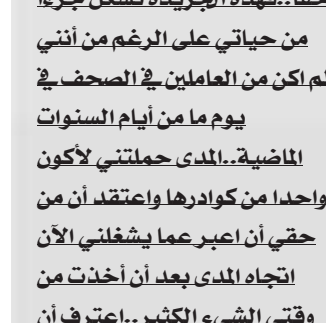 حقا..فهذه الجريدة تشكل جزءا
من حياتي على الرغم من أنني
لم اكن من العاملين في الصحف في
يوم ما من أيام السنوات
الماضية..المدى حملتني لأكون
واحدا من كوادرها واعتقد أن من
حقي أن اعبر عما يشغلني الآن
اتجاه المدى بعد أن أخذت من
وقتي الشيء الكثير..اعترف أن